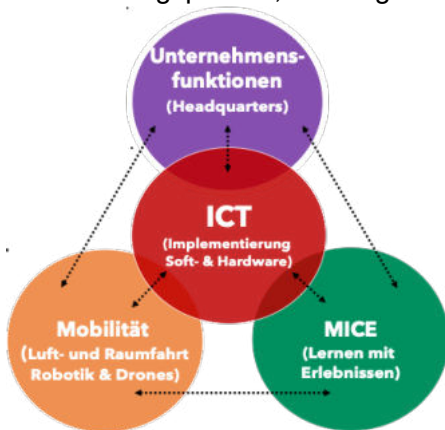 Unternehmens-
funktionen
(Headquarters)
ICT
(Implementierung
Soft- & Hardware)
Mobilität
(Luft- und Raumfahrt
Robotik & Drones)
MICE
(Lernen mit
Erlebnissen)